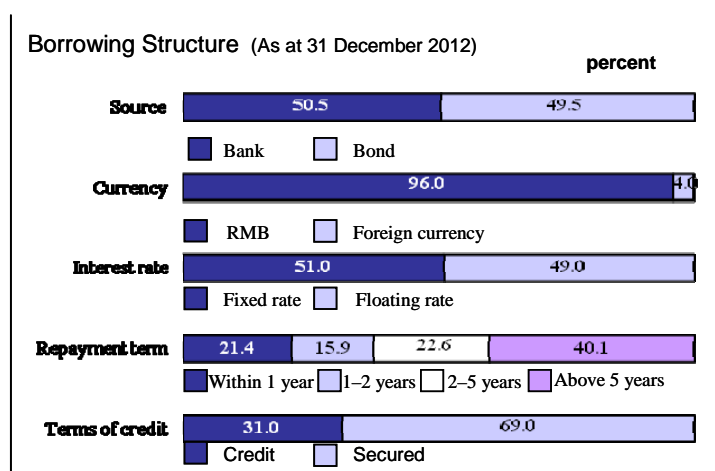 Borrowing Structure (As at 31 December 2012)
percent
Source 50.5 49.5
Bank Bond
Currency 96.0 4.0
RMB Foreign currency
Interest rate 51.0 49.0
Fixed rate Floating rate
Repayment term 21.4 15.9 22.6 40.1
Within 1 year 1–2 years 2–5 years Above 5 years
Terms of credit 31.0 69.0
Credit Secured